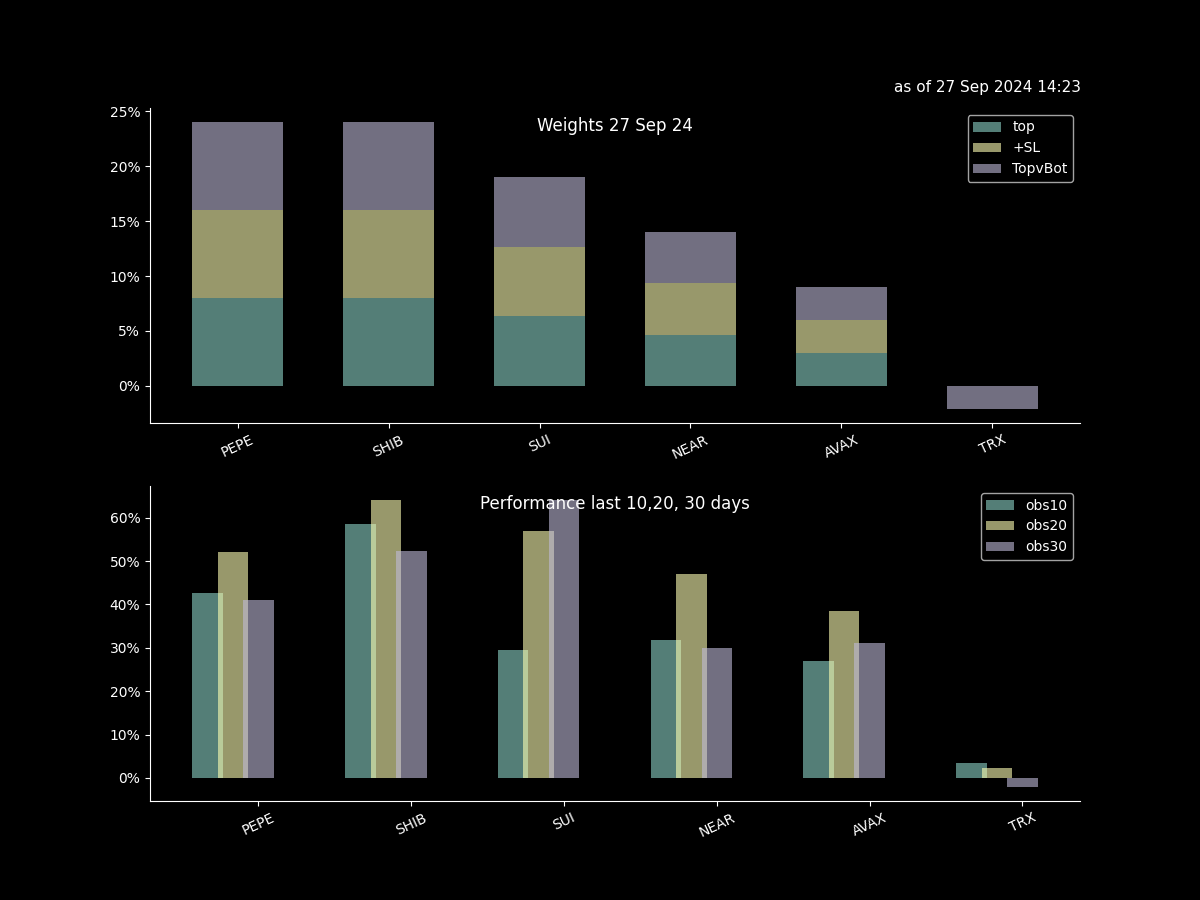 as of 27 Sep 2024 14:23
Weights 27 Sep 24
25%
20%
15%
10%
5%
0%
top
+SL
TopvBot
PEPE SHIB SUI NEAR AVAX TRX
Performance last 10,20, 30 days
60%
50%
40%
30%
20%
10%
0%
obs10
obs20
obs30
PEPE SHIB SUI NEAR AVAX TRX